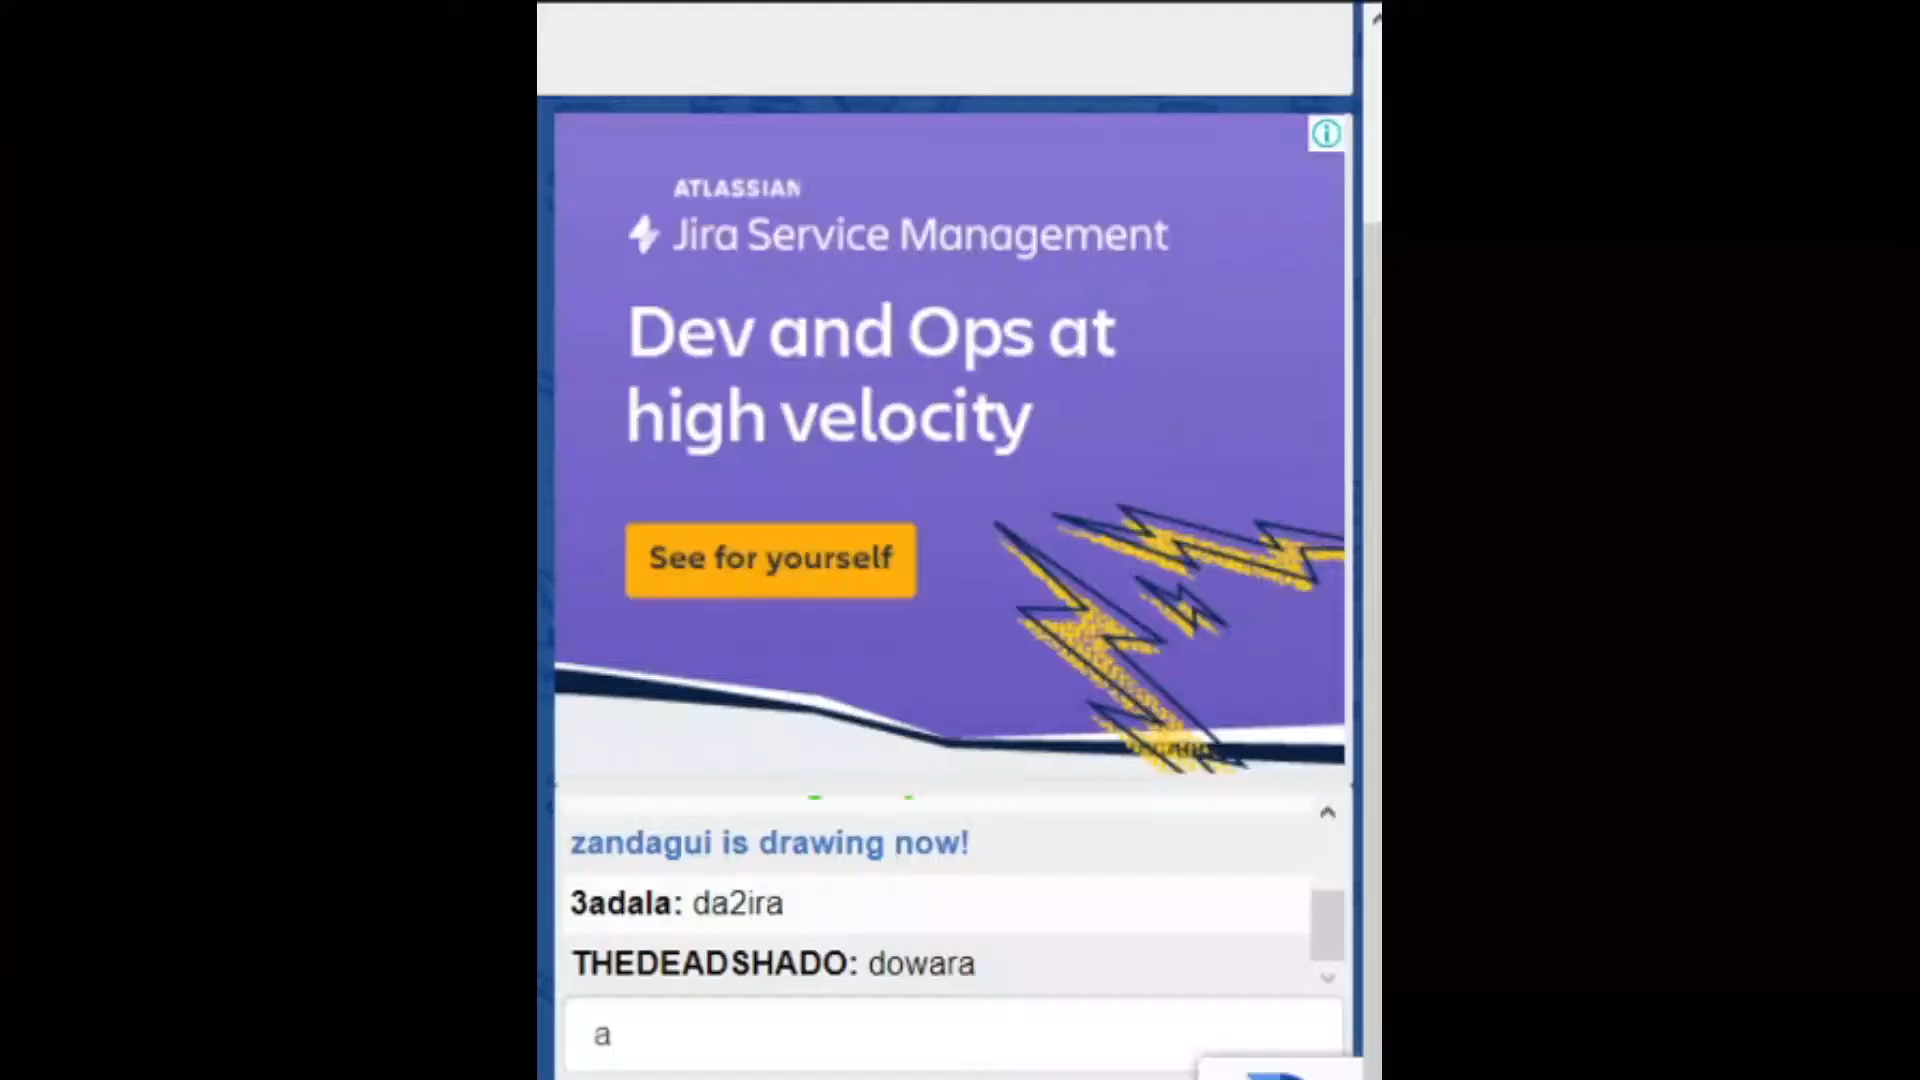 ATLASSIAN
Jira Service Management
Dev and Ops at
high velocity
See for yourself
zandagui is drawing now!
3adala: da2ira
THEDEADSHADO: dowara
a